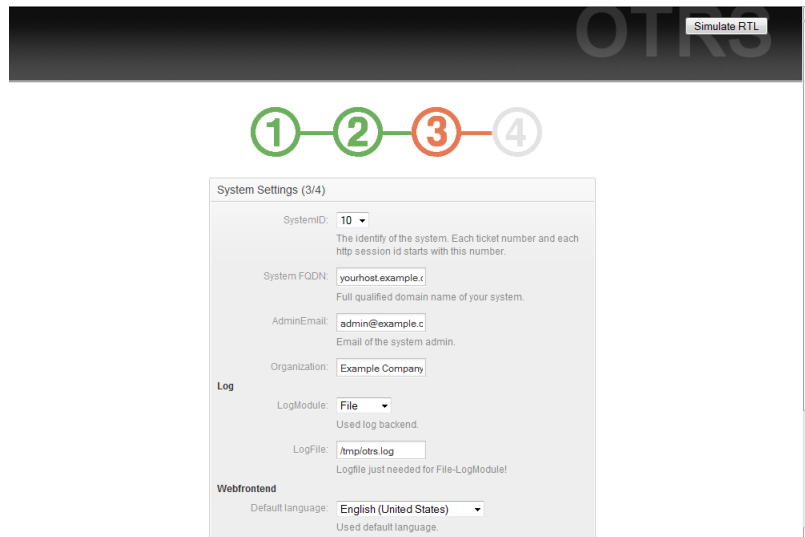 OTRS
Simulate RTL
1 2 3 4
System Settings (3/4)
SystemID: 10
The identify of the system. Each ticket number and each
http session id starts with this number.
System FQDN: yourhost.example.c
Full qualified domain name of your system.
AdminEmail: admin@example.c
Email of the system admin.
Organization: Example Company
Log
LogModule: File
Used log backend.
LogFile: /tmp/otrs.log
Logfile just needed for File-LogModule!
Webfrontend
Default language: English (United States)
Used default language.